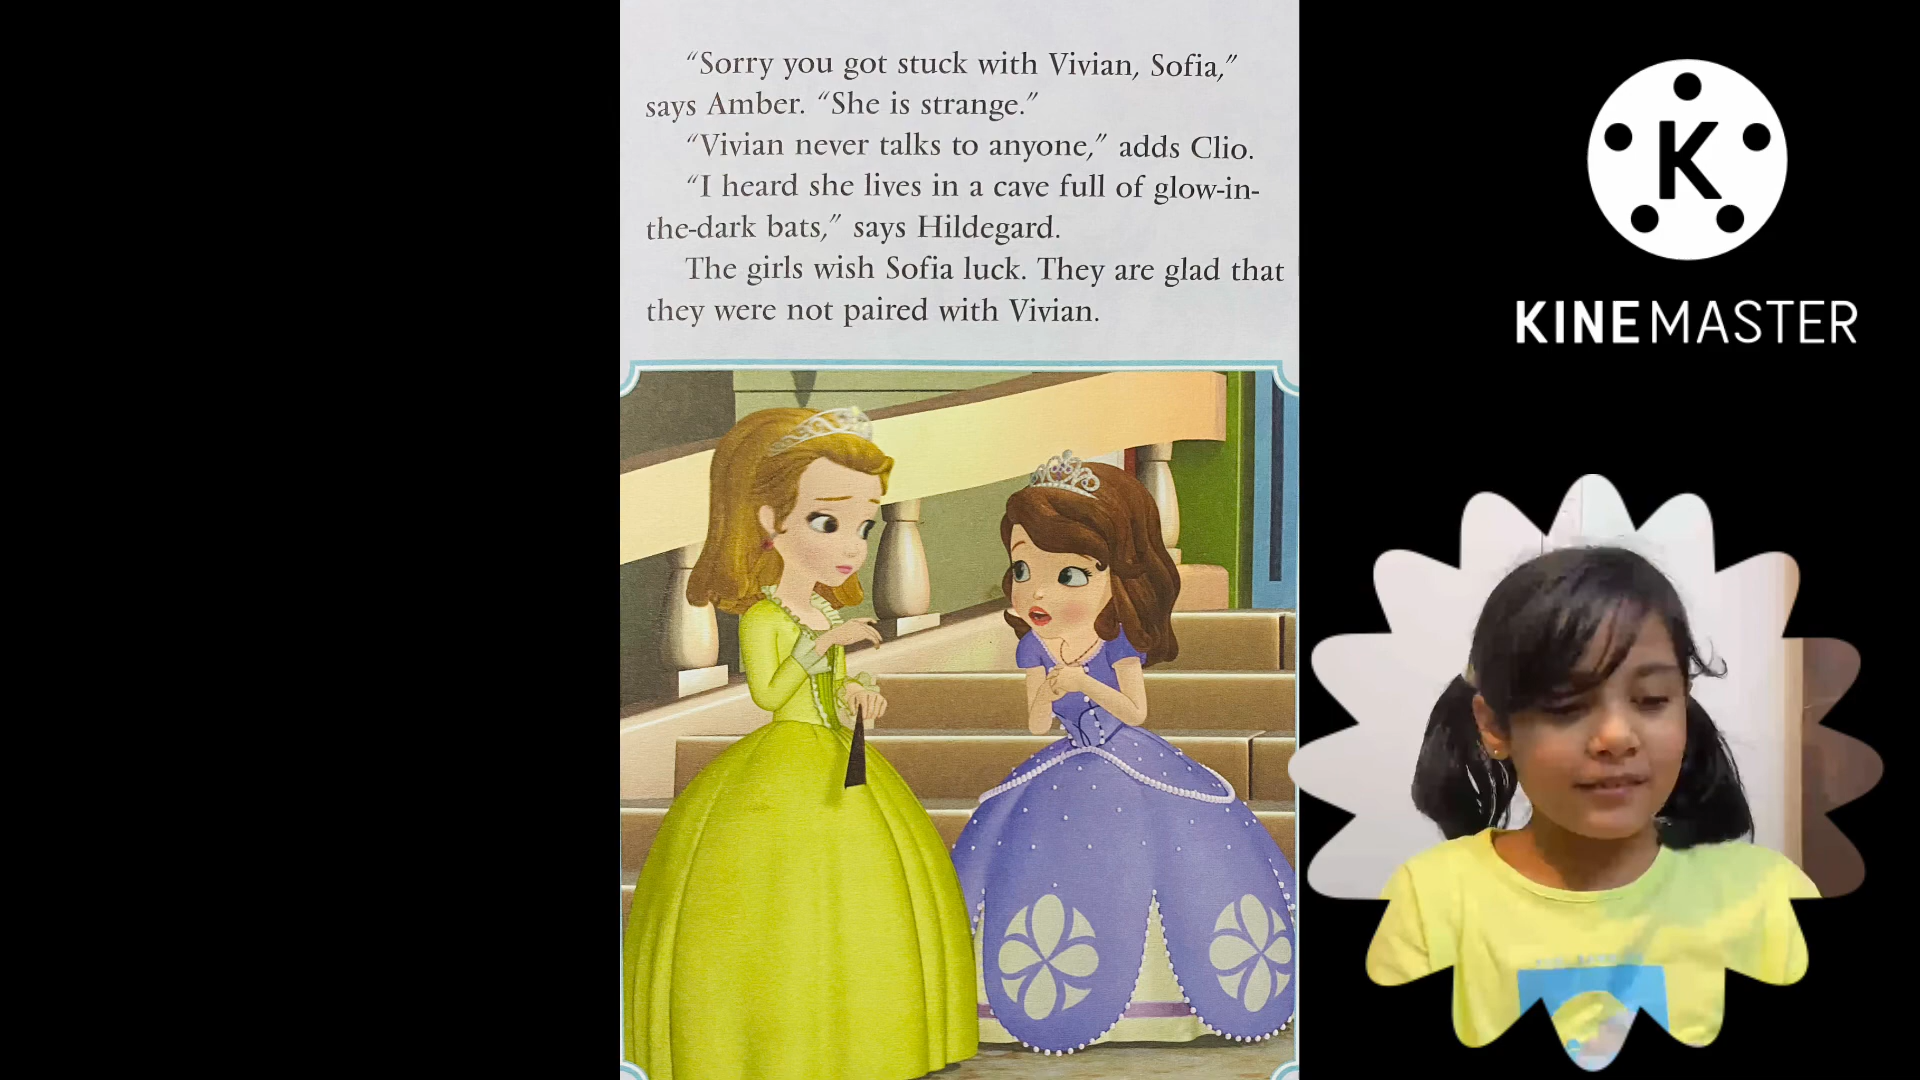 “Sorry you got stuck with Vivian, Sofia,”
says Amber. “She is strange.”
“Vivian never talks to anyone,” adds Clio.
“I heard she lives in a cave full of glow-in-
the-dark bats,” says Hildegard.
The girls wish Sofia luck. They are glad that
they were not paired with Vivian.
K
KINEMASTER